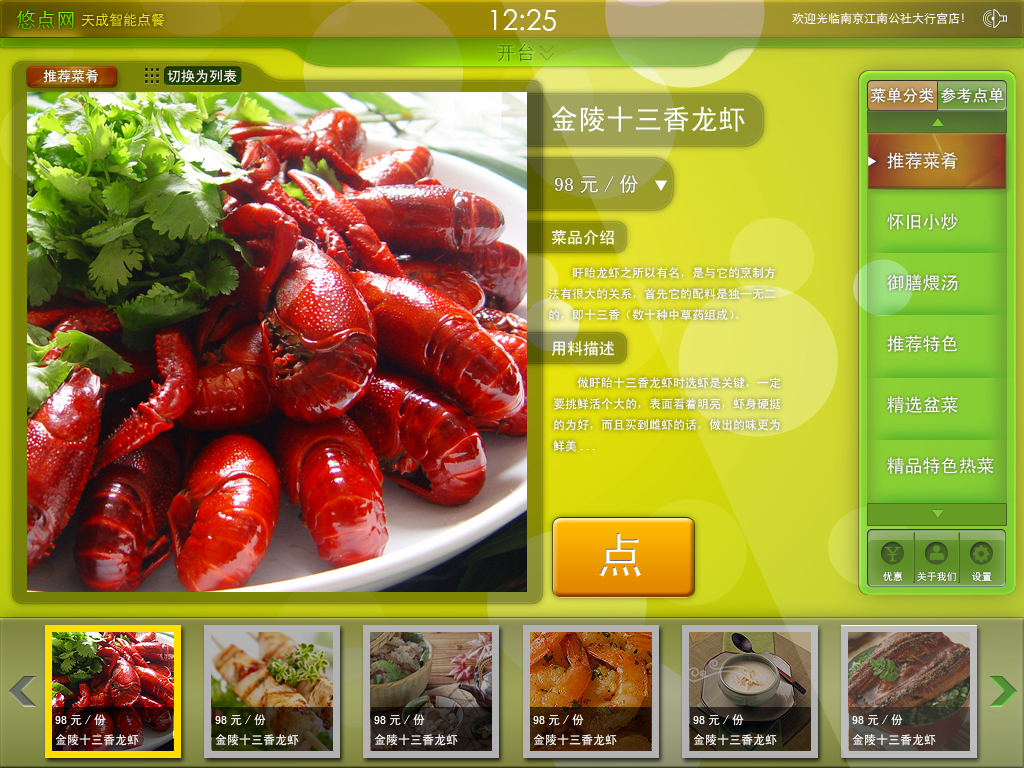 悠点网 天成智能点餐
12:25
欢迎光临南京江南公社大行宫店！
开台
推荐菜肴
切换为列表
金陵十三香龙虾
98 元 / 份
菜品介绍
盱眙龙虾之所以有名，是与它的烹制方
法有很大的关系，首先它的配料是独一无二
的，即十三香（数十种中草药组成）。
用料描述
做盱眙十三香龙虾时选虾是关键，一定
要挑鲜活个大的，表面看着明亮，虾身硬挺
的为好，而且买到雌虾的话，做出的味更为
鲜美 ...
点
菜单分类 参考点单
推荐菜肴
怀旧小炒
御膳煨汤
推荐特色
精选盆菜
精品特色热菜
优惠
关于我们
设置
98 元 / 份
金陵十三香龙虾
98 元 / 份
金陵十三香龙虾
98 元 / 份
金陵十三香龙虾
98 元 / 份
金陵十三香龙虾
98 元 / 份
金陵十三香龙虾
98 元 / 份
金陵十三香龙虾